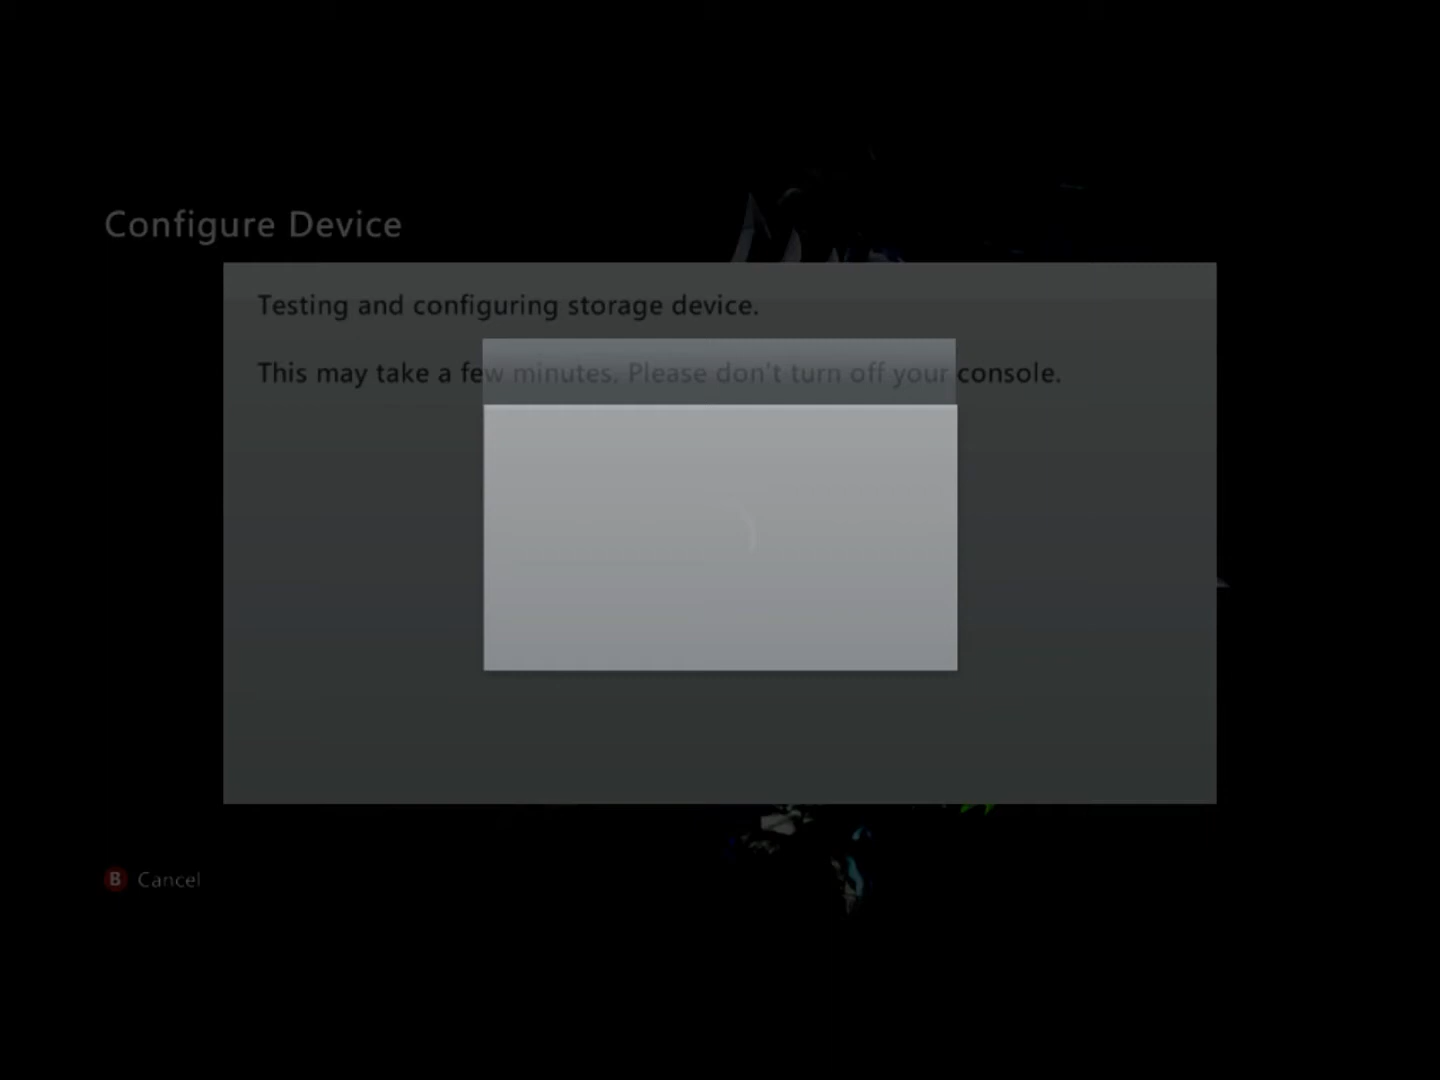 Configure Device
Testing and configuring storage device.
This may take a few minutes. Please don't turn off your console.
B Cancel